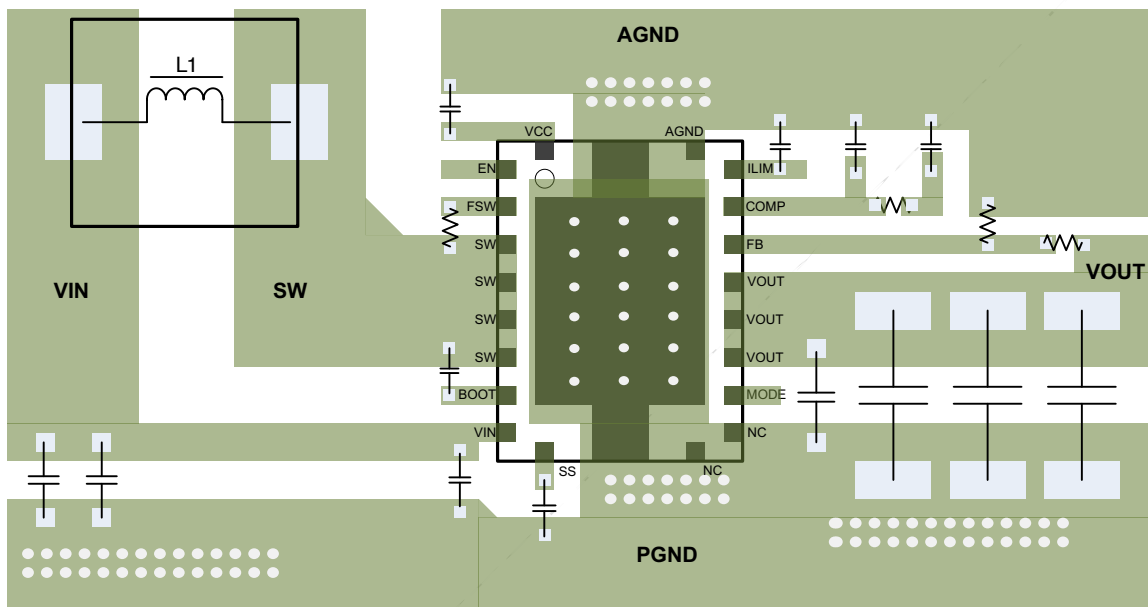 AGND
L1
VCC
AGND
EN
ILIM
FSW
COMP
SW
FB
VIN
SW
SW
VOUT
VOUT
SW
VOUT
SW
VOUT
BOOT
MODE
VIN
NC
SS
NC
PGND